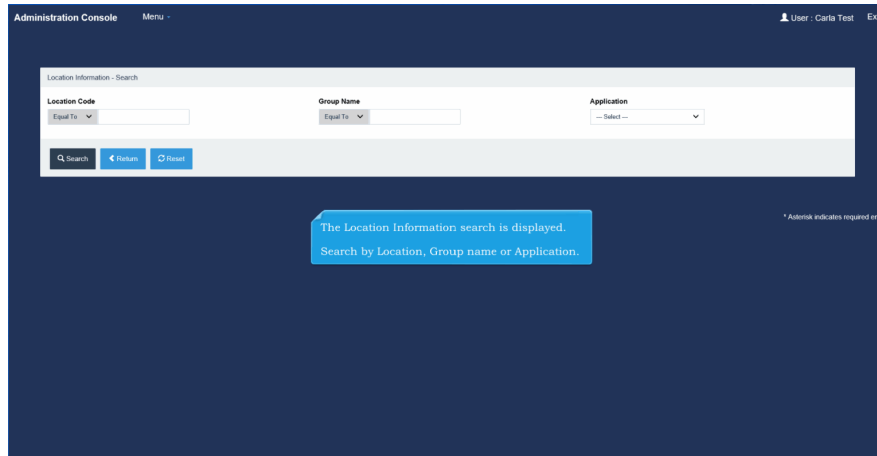 Administration Console Menu User : Carla Test Ex
Location Information - Search
Location Code Group Name Application
Equal To Equal To --- Select ---
Search Return Reset
* Asterisk indicates required en
The Location Information search is displayed.
Search by Location, Group name or Application.